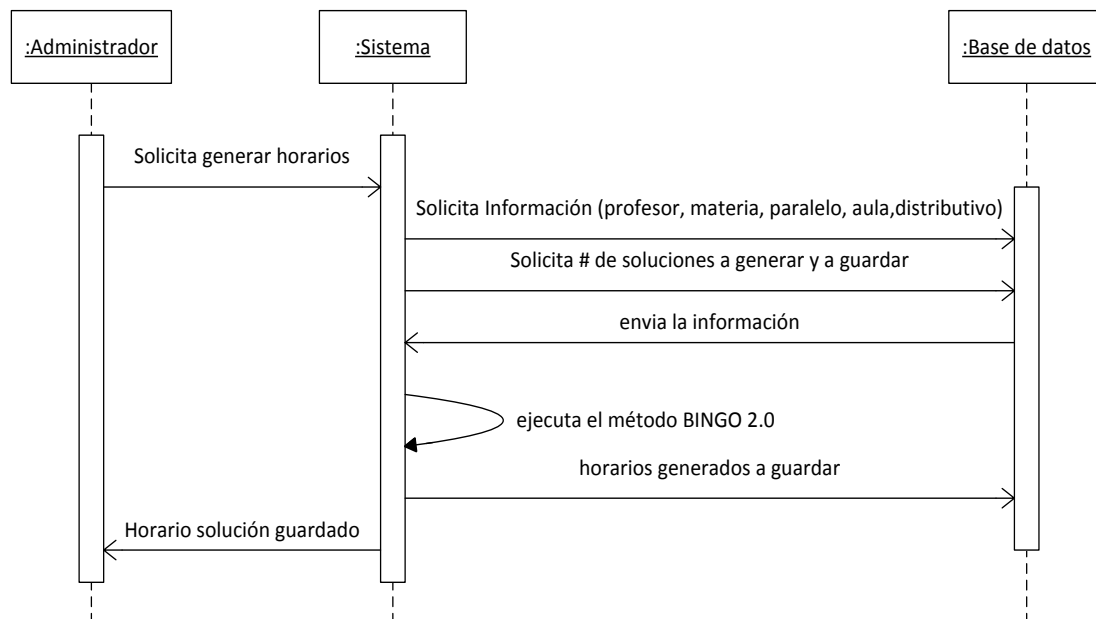 :Administrador
:Sistema
:Base de datos
Solicita generar horarios
Solicita Información (profesor, materia, paralelo, aula,distributivo)
Solicita # de soluciones a generar y a guardar
envia la información
ejecuta el método BINGO 2.0
horarios generados a guardar
Horario solución guardado